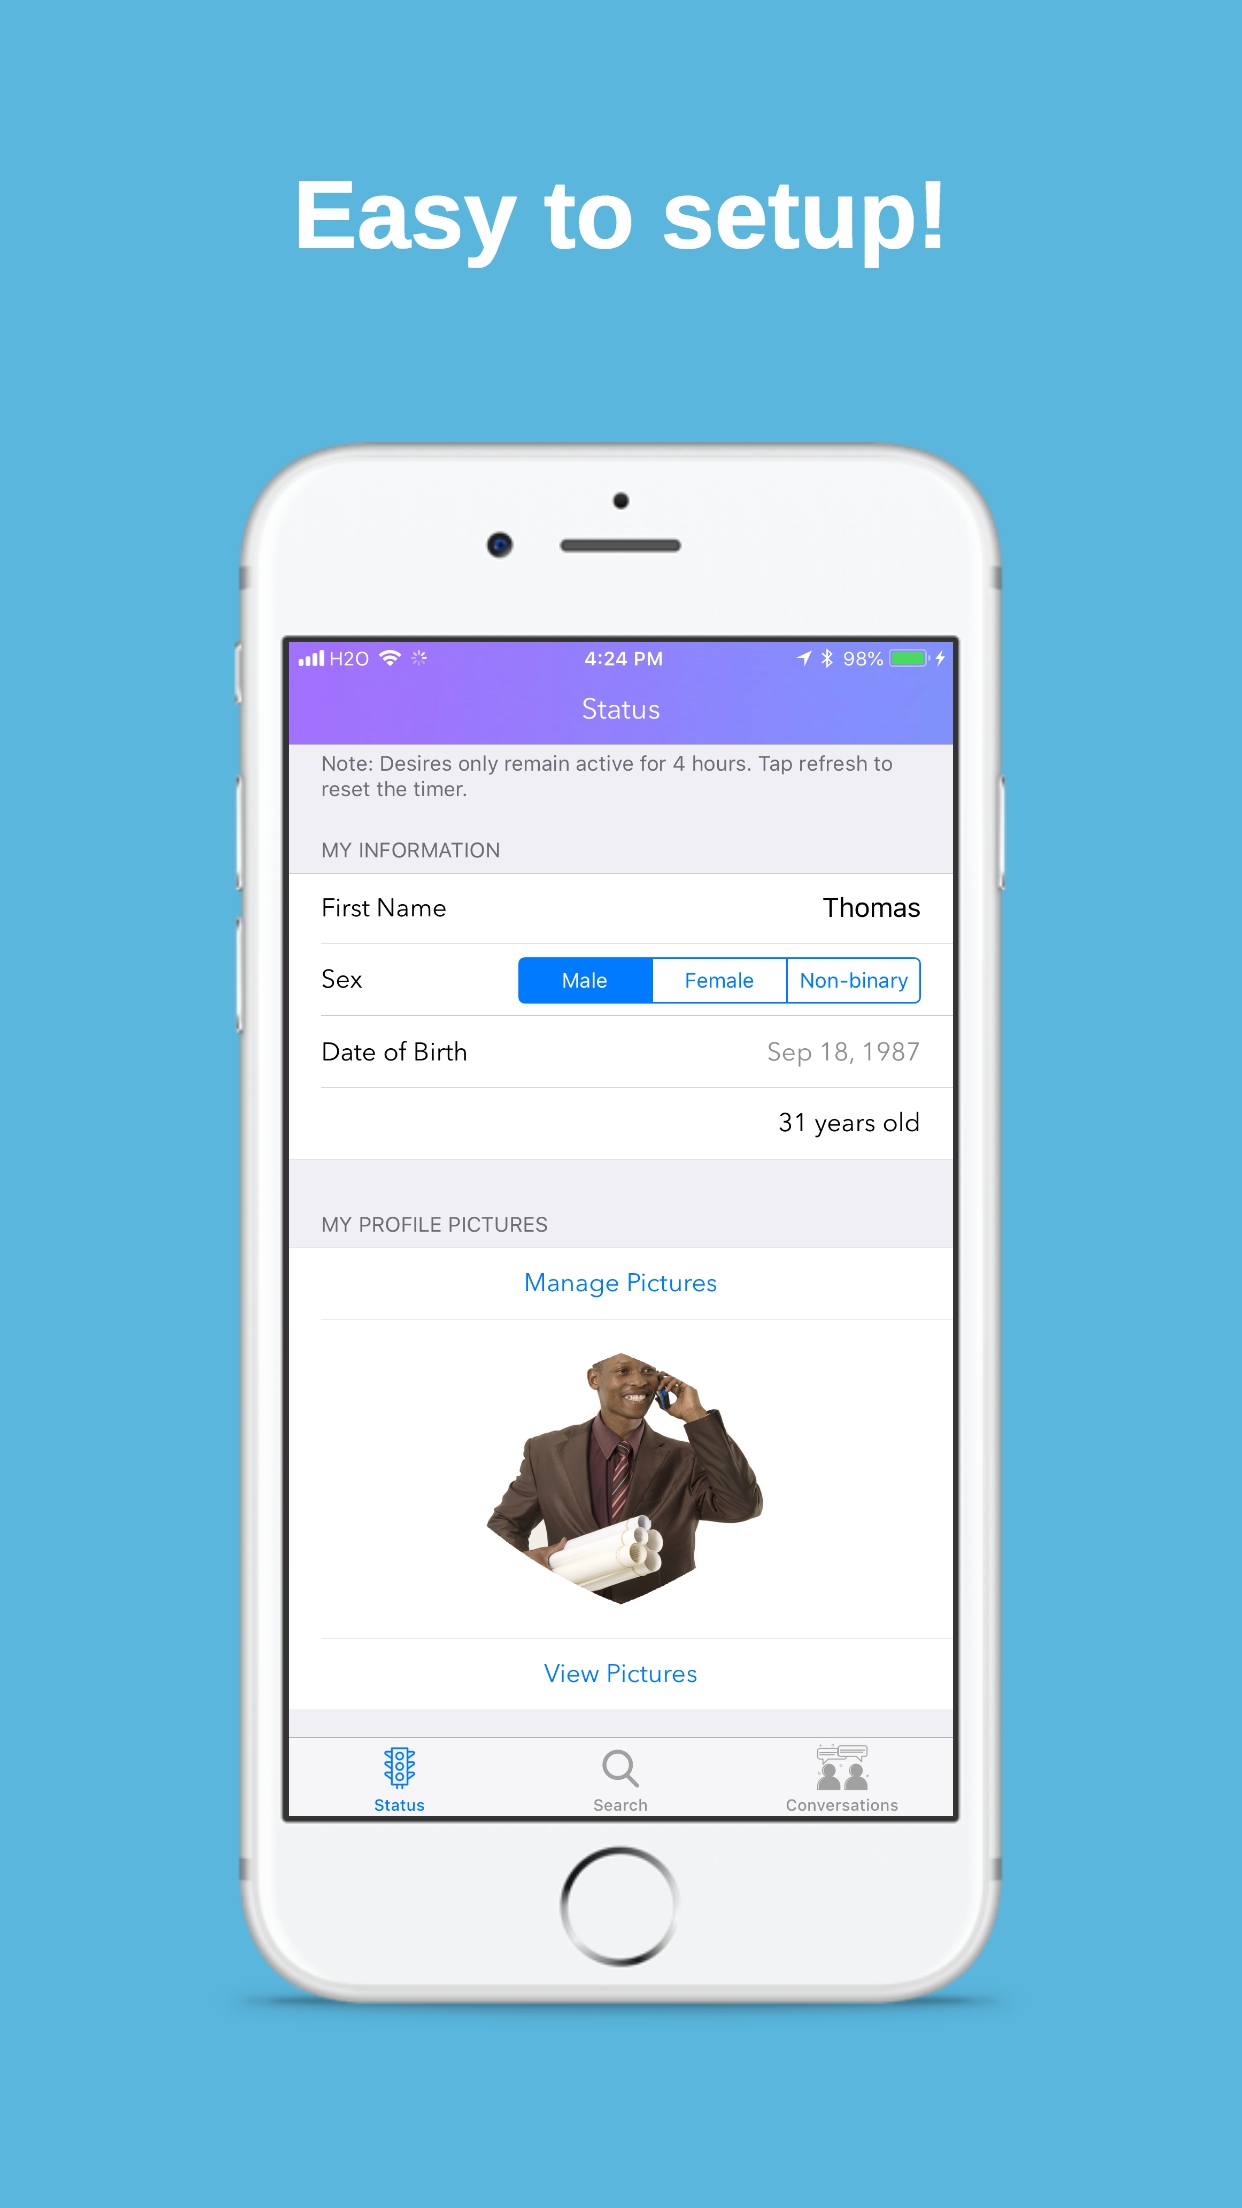 Easy to setup!
H2O 4:24 PM 98%
Status
Note: Desires only remain active for 4 hours. Tap refresh to
reset the timer.
MY INFORMATION
First Name Thomas
Sex Male Female Non-binary
Date of Birth Sep 18, 1987
31 years old
MY PROFILE PICTURES
Manage Pictures
View Pictures
Status Search Conversations